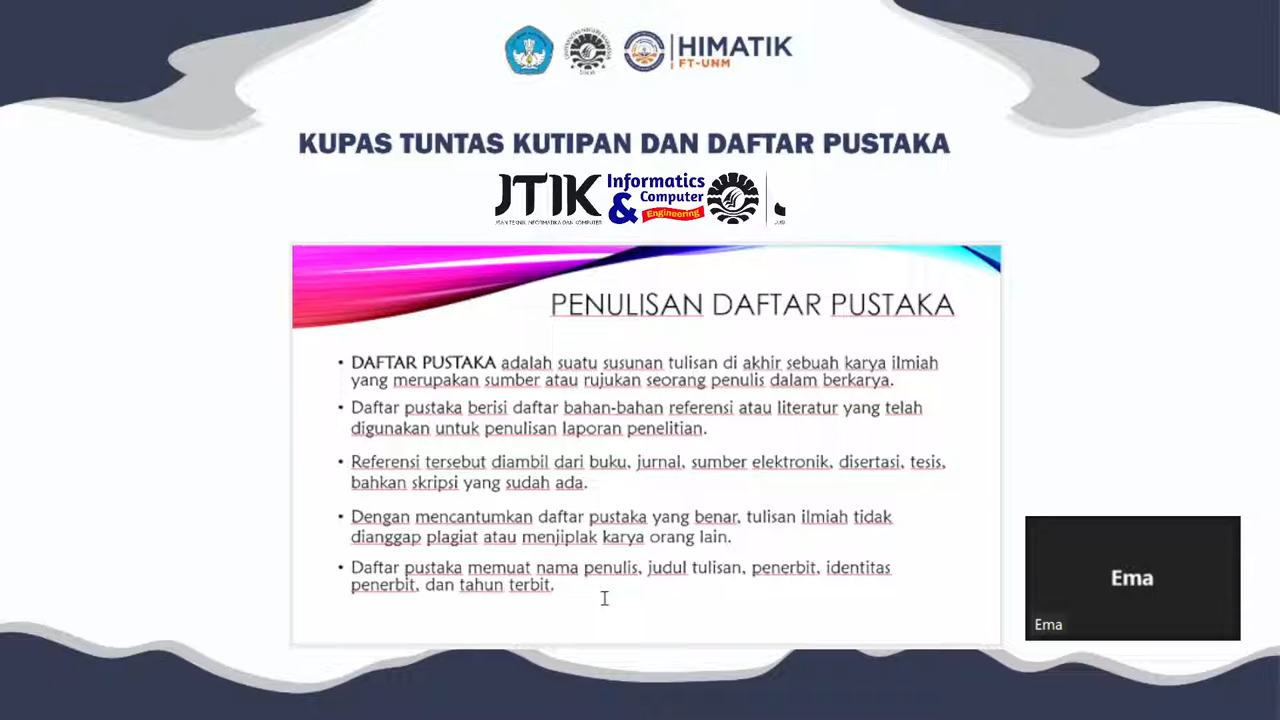 HIMATIK
FT-UNM
KUPAS TUNTAS KUTIPAN DAN DAFTAR PUSTAKA
JTIK
Informatics
& Computer
Engineering
PENULISAN DAFTAR PUSTAKA
• DAFTAR PUSTAKA adalah suatu susunan tulisan di akhir sebuah karya ilmiah
yang merupakan sumber atau rujukan seorang penulis dalam berkarya.
• Daftar pustaka berisi daftar bahan-bahan referensi atau literatur yang telah
digunakan untuk penulisan laporan penelitian.
• Referensi tersebut diambil dari buku, jurnal, sumber elektronik, disertasi, tesis,
bahkan skripsi yang sudah ada.
• Dengan mencantumkan daftar pustaka yang benar, tulisan ilmiah tidak
dianggap plagiat atau menjiplak karya orang lain.
• Daftar pustaka memuat nama penulis, judul tulisan, penerbit, identitas
penerbit, dan tahun terbit.
Ema
Ema